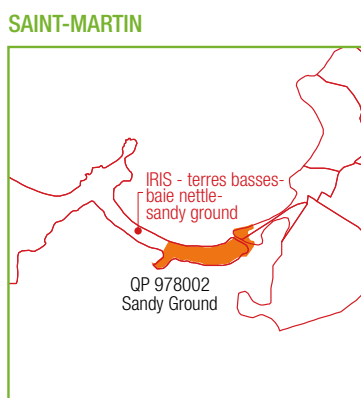 SAINT-MARTIN
IRIS - terres basses-
baie nettle-
sandy ground
QP 978002
Sandy Ground